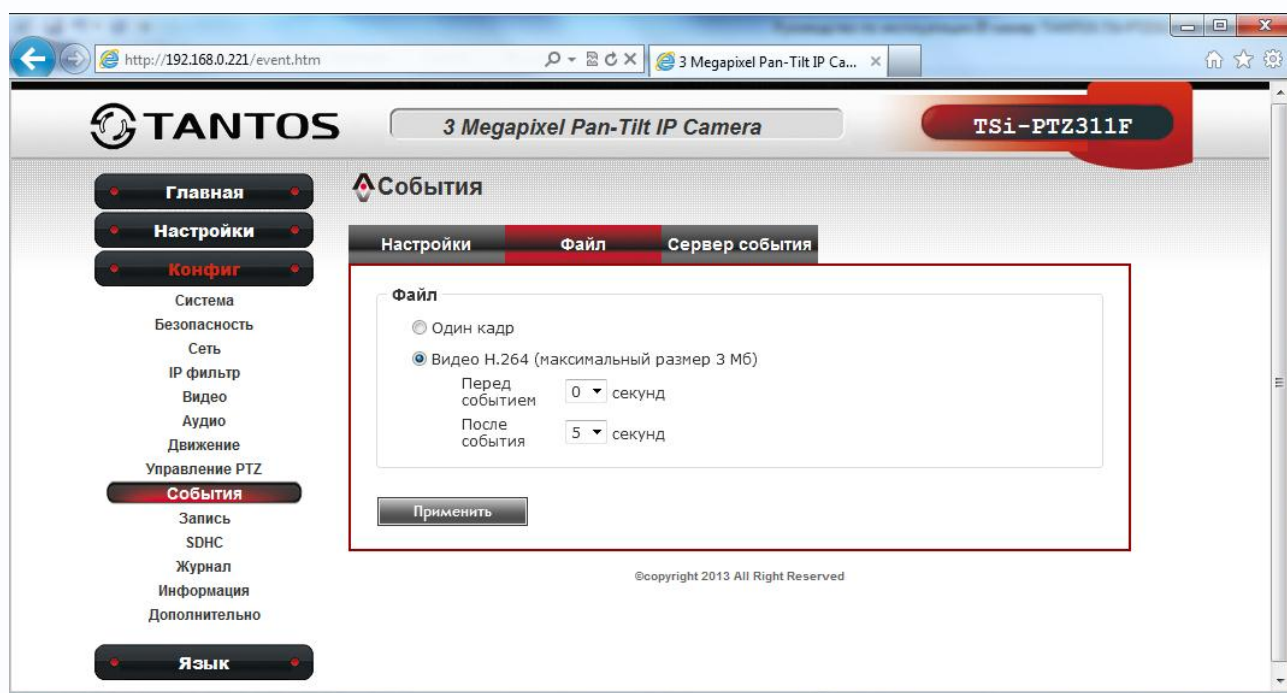 http://192.168.0.221/event.htm
3 Megapixel Pan-Tilt IP Ca...
TANTOS
3 Megapixel Pan-Tilt IP Camera
TSi-PTZ311F
Главная
Настройки
Конфиг
Система
Безопасность
Сеть
IP фильтр
Видео
Аудио
Движение
Управление PTZ
События
Запись
SDHC
Журнал
Информация
Дополнительно
Язык
События
Настройки Файл Сервер события
Файл
Один кадр
Видео H.264 (максимальный размер 3 Мб)
Перед событием 0 секунд
После события 5 секунд
Применить
©copyright 2013 All Right Reserved